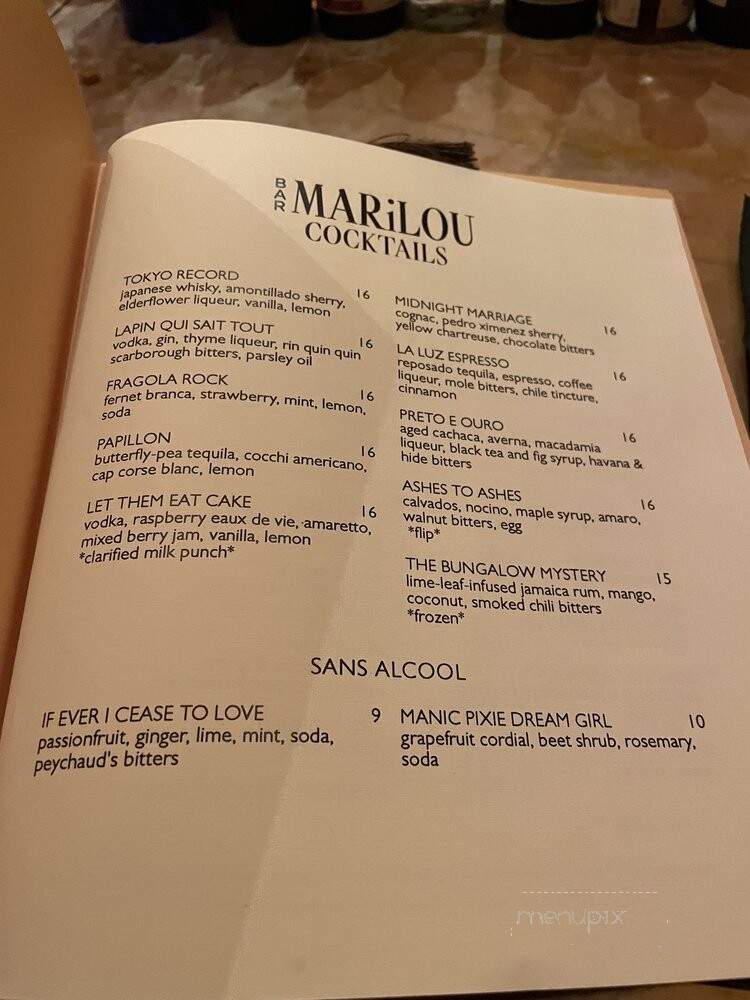 BAR MARiLOU
COCKTAILS
TOKYO RECORD 16
japanese whisky, amontillado sherry,
elderflower liqueur, vanilla, lemon
LAPIN QUI SAIT TOUT 16
vodka, gin, thyme liqueur, rin quin quin
scarborough bitters, parsley oil
FRAGOLA ROCK 16
fernet branca, strawberry, mint, lemon,
soda
PAPILLON 16
butterfly-pea tequila, cocchi americano,
cap corse blanc, lemon
LET THEM EAT CAKE 16
vodka, raspberry eaux de vie, amaretto,
mixed berry jam, vanilla, lemon
*clarified milk punch*
MIDNIGHT MARRIAGE 16
cognac, pedro ximenez sherry,
yellow chartreuse, chocolate bitters
LA LUZ ESPRESSO 16
reposado tequila, espresso, coffee
liqueur, mole bitters, chile tincture,
cinnamon
PRETO E OURO 16
aged cachaca, averna, macadamia
liqueur, black tea and fig syrup, havana &
hide bitters
ASHES TO ASHES 16
calvados, nocino, maple syrup, amaro,
walnut bitters, egg
*flip*
THE BUNGALOW MYSTERY 15
lime-leaf-infused jamaica rum, mango,
coconut, smoked chili bitters
*frozen*
SANS ALCOOL
IF EVER I CEASE TO LOVE 9
passionfruit, ginger, lime, mint, soda,
peychaud's bitters
MANIC PIXIE DREAM GIRL 10
grapefruit cordial, beet shrub, rosemary,
soda
menupix